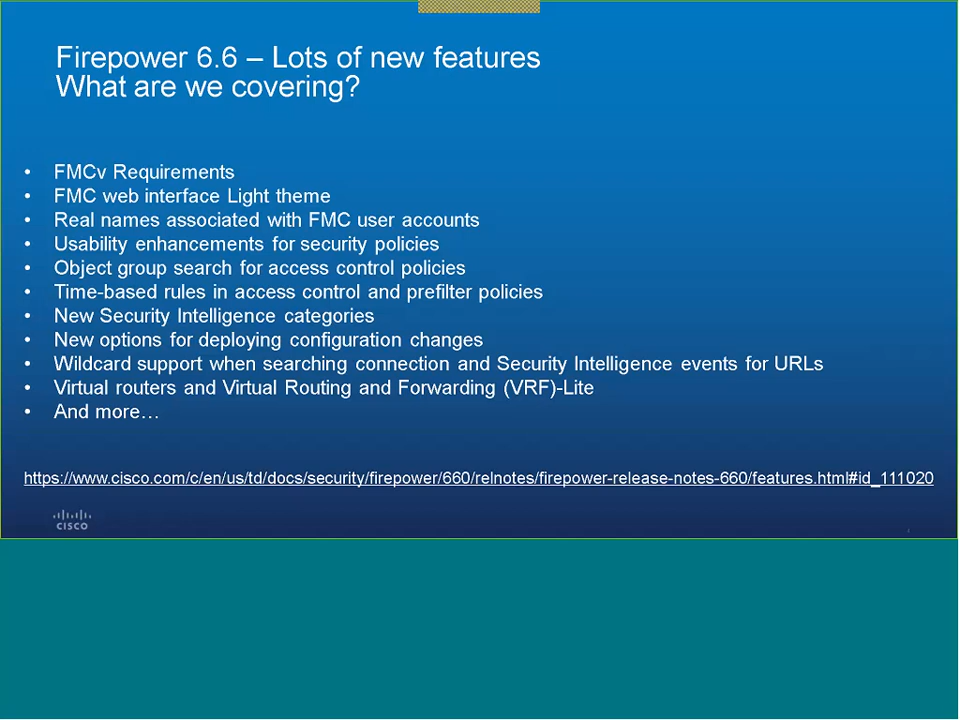 Firepower 6.6 – Lots of new features
What are we covering?
• FMCv Requirements
• FMC web interface Light theme
• Real names associated with FMC user accounts
• Usability enhancements for security policies
• Object group search for access control policies
• Time-based rules in access control and prefilter policies
• New Security Intelligence categories
• New options for deploying configuration changes
• Wildcard support when searching connection and Security Intelligence events for URLs
• Virtual routers and Virtual Routing and Forwarding (VRF)-Lite
• And more…
https://www.cisco.com/c/en/us/td/docs/security/firepower/660/relnotes/firepower-release-notes-660/features.html#id_111020
CISCO